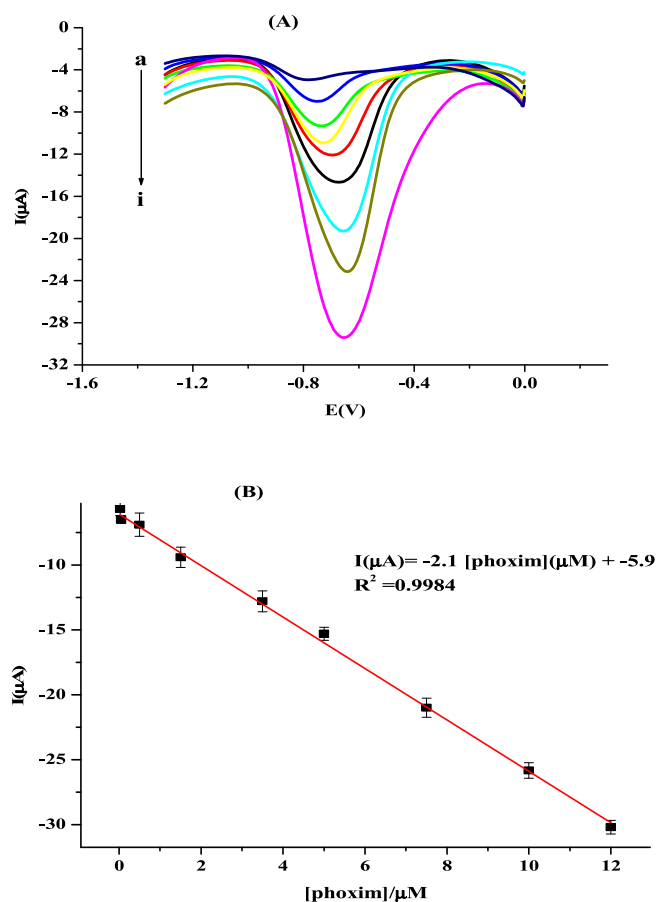 (A)
0
-4
-8
-12
-16
-20
-24
-28
-32
I(μA)
a
i
-1.6
-1.2
-0.8
-0.4
0.0
E(V)
(B)
I(μA)= -2.1 [phoxim](μM) + -5.9
R² =0.9984
-10
-15
-20
-25
-30
I(μA)
0
2
4
6
8
10
12
[phoxim]/μM